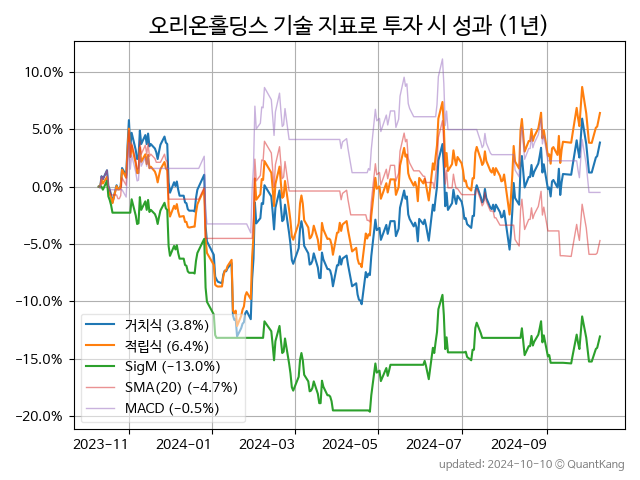 오리온홀딩스 기술 지표로 투자 시 성과 (1년)
10.0%
5.0%
0.0%
−5.0%
−10.0%
−15.0%
−20.0%
거치식 (3.8%)
적립식 (6.4%)
SigM (−13.0%)
SMA(20) (−4.7%)
MACD (−0.5%)
2023-11 2024-01 2024-03 2024-05 2024-07 2024-09
updated: 2024-10-10 © QuantKang